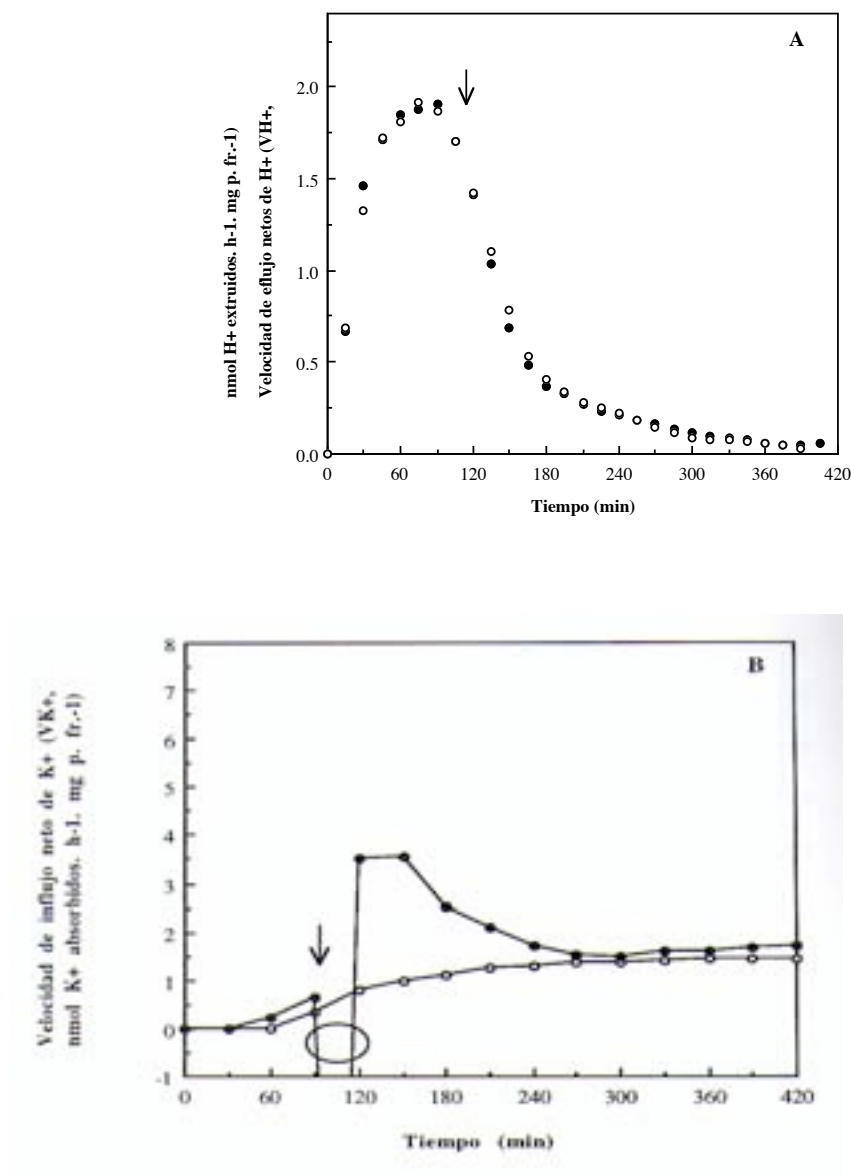 A
nmol H+ extruidos. h-1. mg p. fr.-1)
Velocidad de eflujo netos de H+ (VH+,
2.0
1.5
1.0
0.5
0.0
0 60 120 180 240 300 360 420
Tiempo (min)
B
Velocidad de influjo neto de K+ (VK+,
nmol K+ absorbidos. h-1. mg p. fr.-1)
8
7
6
5
4
3
2
1
0
-1
0 60 120 180 240 300 360 420
Tiempo (min)